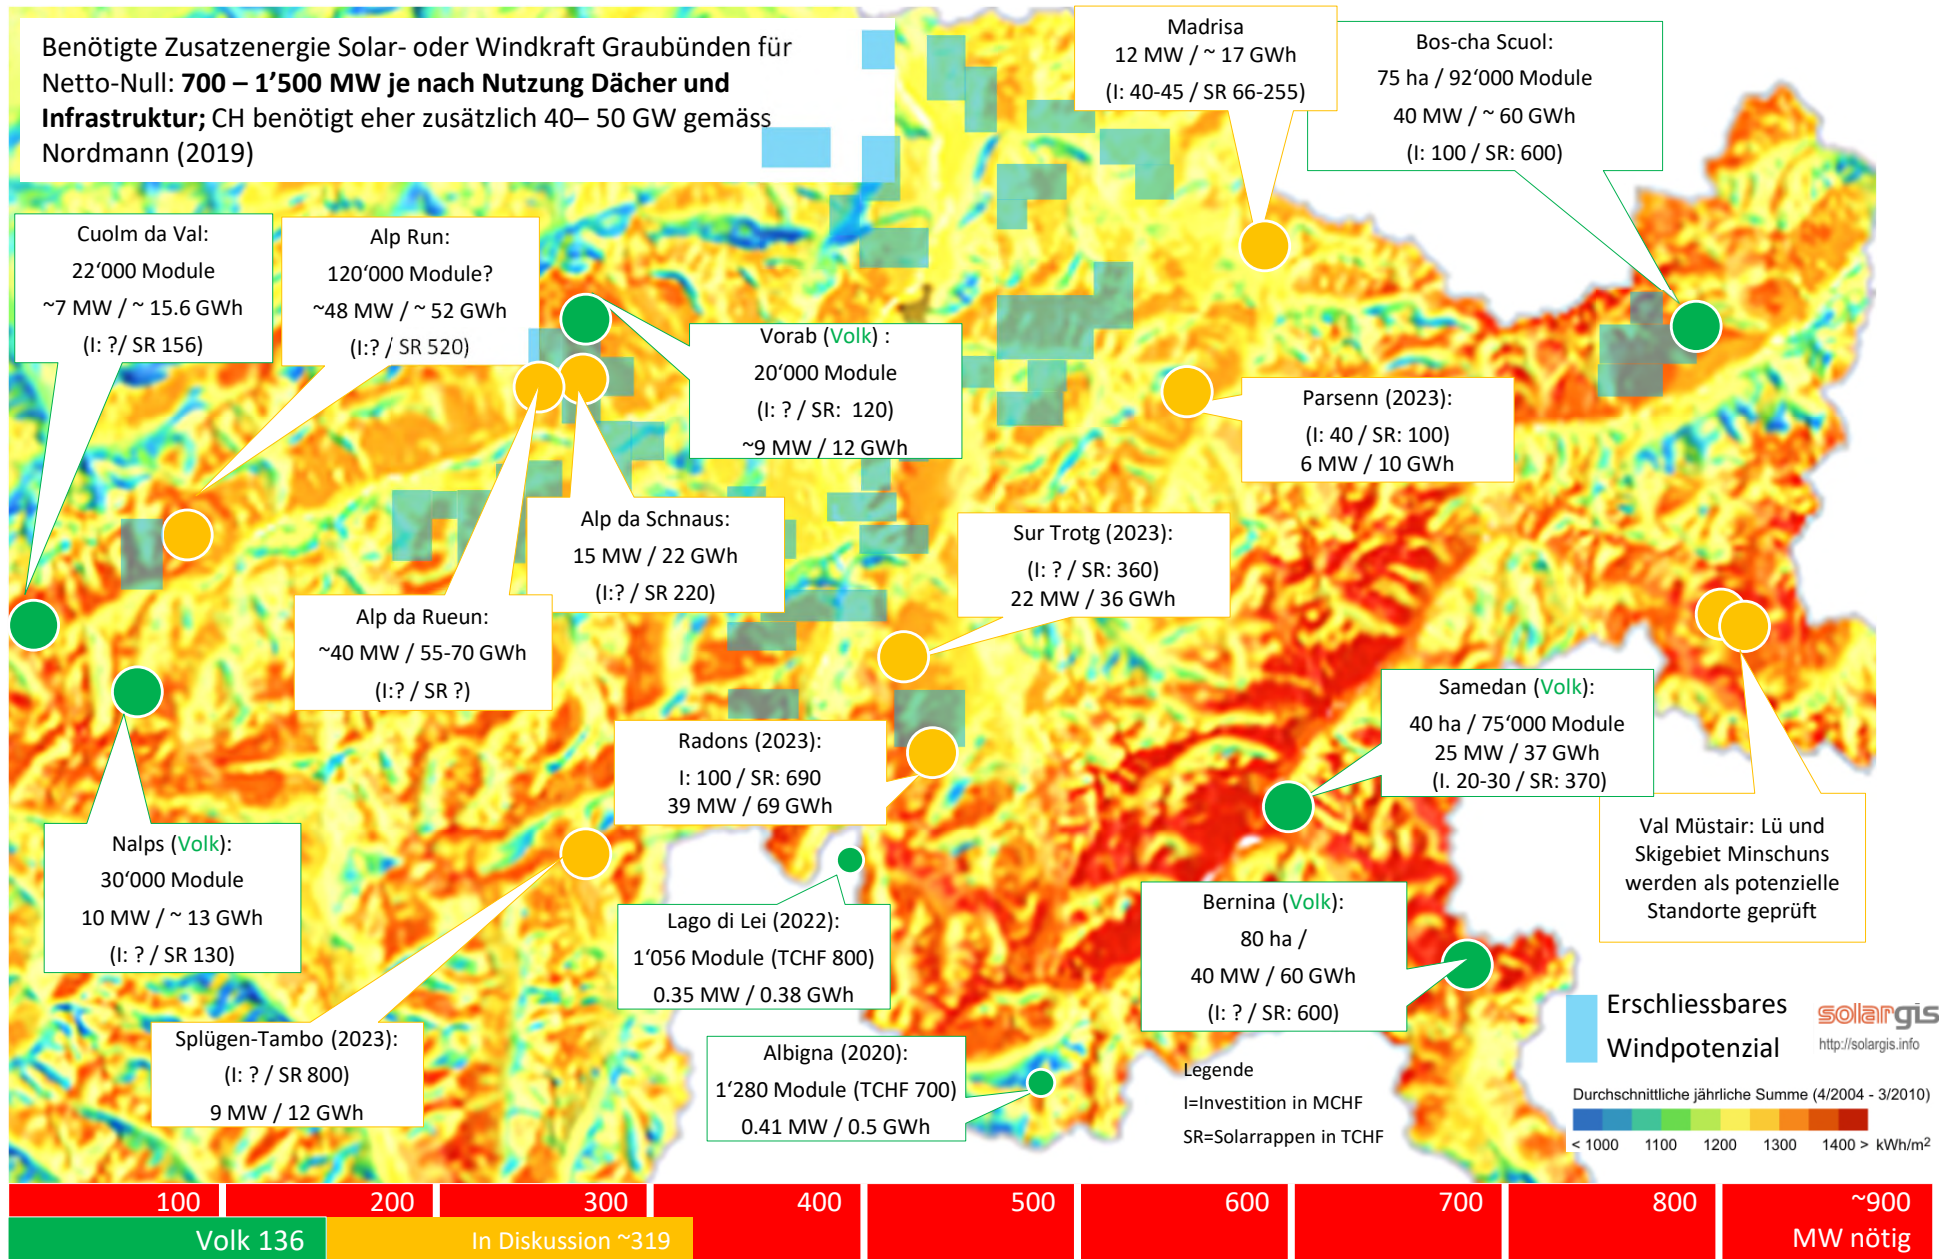 Benötigte Zusatzenergie Solar- oder Windkraft Graubünden für
Netto-Null: 700 – 1’500 MW je nach Nutzung Dächer und
Infrastruktur; CH benötigt eher zusätzlich 40– 50 GW gemäss
Nordmann (2019)
Madrisa
12 MW / ~ 17 GWh
(I: 40-45 / SR 66-255)
Bos-cha Scuol:
75 ha / 92‘000 Module
40 MW / ~ 60 GWh
(I: 100 / SR: 600)
Cuolm da Val:
22‘000 Module
~7 MW / ~ 15.6 GWh
(I: ?/ SR 156)
Alp Run:
120‘000 Module?
~48 MW / ~ 52 GWh
(I:? / SR 520)
Vorab (Volk) :
20‘000 Module
(I: ? / SR: 120)
~9 MW / 12 GWh
Parsenn (2023):
(I: 40 / SR: 100)
6 MW / 10 GWh
Alp da Schnaus:
15 MW / 22 GWh
(I:? / SR 220)
Sur Trotg (2023):
(I: ? / SR: 360)
22 MW / 36 GWh
Alp da Rueun:
~40 MW / 55-70 GWh
(I:? / SR ?)
Radons (2023):
I: 100 / SR: 690
39 MW / 69 GWh
Samedan (Volk):
40 ha / 75‘000 Module
25 MW / 37 GWh
(I. 20-30 / SR: 370)
Val Müstair: Lü und
Skigebiet Minschuns
werden als potenzielle
Standorte geprüft
Nalps (Volk):
30‘000 Module
10 MW / ~ 13 GWh
(I: ? / SR 130)
Lago di Lei (2022):
1‘056 Module (TCHF 800)
0.35 MW / 0.38 GWh
Bernina (Volk):
80 ha /
40 MW / 60 GWh
(I: ? / SR: 600)
Splügen-Tambo (2023):
(I: ? / SR 800)
9 MW / 12 GWh
Albigna (2020):
1‘280 Module (TCHF 700)
0.41 MW / 0.5 GWh
Legende
I=Investition in MCHF
SR=Solarrappen in TCHF
Erschliessbares
Windpotenzial
solargis
http://solargis.info
Durchschnittliche jährliche Summe (4/2004 - 3/2010)
< 1000 1100 1200 1300 1400 > kWh/m²
100 200 300 400 500 600 700 800 ~900
Volk 136 In Diskussion ~319 MW nötig